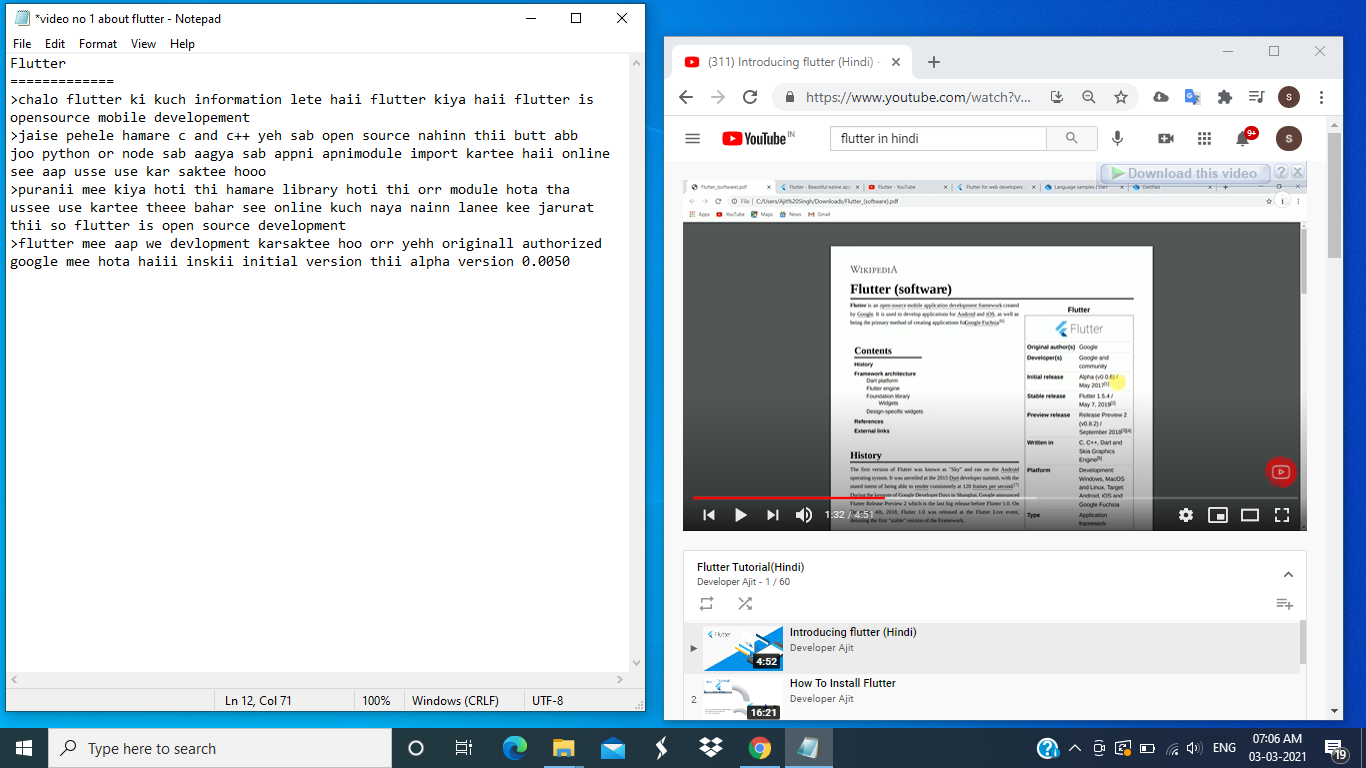 *video no 1 about flutter - Notepad
File Edit Format View Help
Flutter
=============
>chalo flutter ki kuch information lete haii flutter kiya haii flutter is
opensource mobile developement
>jaise pehele hamare c and c++ yeh sab open source nahinn thii butt abb
joo python or node sab aagya sab appni apnimodule import kartee haii online
see aap usse use kar saktee hooo
>puranii mee kiya hoti thi hamare library hoti thi orr module hota tha
ussee use kartee thee bahar see online kuch naya nainn lanee kee jarurat
thii so flutter is open source development
>flutter mee aap we devlopment karsaktee hoo orr yehh originall authorized
google mee hota haiii inskii initial version thii alpha version 0.0050
Ln 12, Col 71 100% Windows (CRLF) UTF-8
(311) Introducing flutter (Hindi) -
https://www.youtube.com/watch?v...
S
YouTube IN
flutter in hindi
9+
S
Download this video ?
Flutter_(software).pdf Flutter - Beautiful native app Flutter - YouTube Flutter for web developers Language samples | Dart DartPad
File | C:/Users/Ajit%20Singh/Downloads/Flutter_(software).pdf
Apps YouTube Maps News Gmail
WIKIPEDIA
Flutter (software)
Flutter is an open-source mobile application development framework created
by Google. It is used to develop applications for Android and iOS, as well as
being the primary method of creating applications for Google Fuchsia
Contents
History
Framework architecture
Dart platform
Flutter engine
Foundation library
Widgets
Design-specific widgets
References
External links
History
The first version of Flutter was known as "Sky" and ran on the Android
operating system. It was unveiled at the 2015 Dart developer summit, with the
stated intent of being able to render consistently at 120 frames per second.
During the keynote of Google Developer Days in Shanghai, Google announced
Flutter Release Preview 2 which is the last big release before Flutter 1.0. On
4th, 2018, Flutter 1.0 was released at the Flutter Live event,
denoting the first "stable" version of the Framework.
Flutter
Flutter
Original author(s) Google
Developer(s) Google and
community
Initial release Alpha (v0.0.6) /
May 2017[1]
Stable release Flutter 1.5.4 /
May 7, 2019[2]
Preview release Release Preview 2
(v0.8.2) /
September 2018[3][4]
Written in C, C++, Dart and
Skia Graphics
Engine[5]
Platform Development:
Windows, MacOS
and Linux, Target:
Android, iOS and
Google Fuchsia
Type Application
framework
1:32 / 4:51
Flutter Tutorial(Hindi)
Developer Ajit - 1 / 60
Flutter
4:52
Introducing flutter (Hindi)
Developer Ajit
2
16:21
How To Install Flutter
Developer Ajit
Type here to search
ENG
07:06 AM
03-03-2021
19